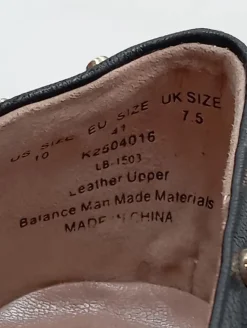 US SIZE EU SIZE UK SIZE
10 41 7.5
K2504016
LB-1503
Leather Upper
Balance Man Made Materials
MADE IN CHINA